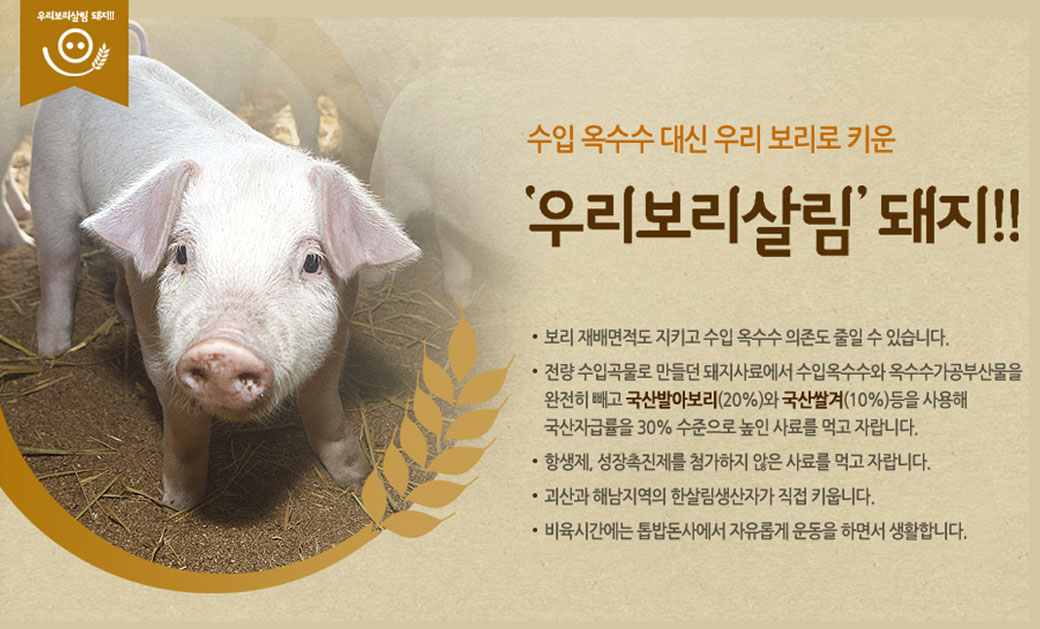 우리보리살림 돼지!!
수입 옥수수 대신 우리 보리로 키운
‘우리보리살림’ 돼지!!
• 보리 재배면적도 지키고 수입 옥수수 의존도 줄일 수 있습니다.
• 전량 수입곡물로 만들던 돼지사료에서 수입옥수수와 옥수수가공부산물을
완전히 빼고 국산발아보리(20%)와 국산쌀겨(10%)등을 사용해
국산자급률을 30% 수준으로 높인 사료를 먹고 자랍니다.
• 항생제, 성장촉진제를 첨가하지 않은 사료를 먹고 자랍니다.
• 괴산과 해남지역의 한살림생산자가 직접 키웁니다.
• 비육시간에는 톱밥돈사에서 자유롭게 운동을 하면서 생활합니다.